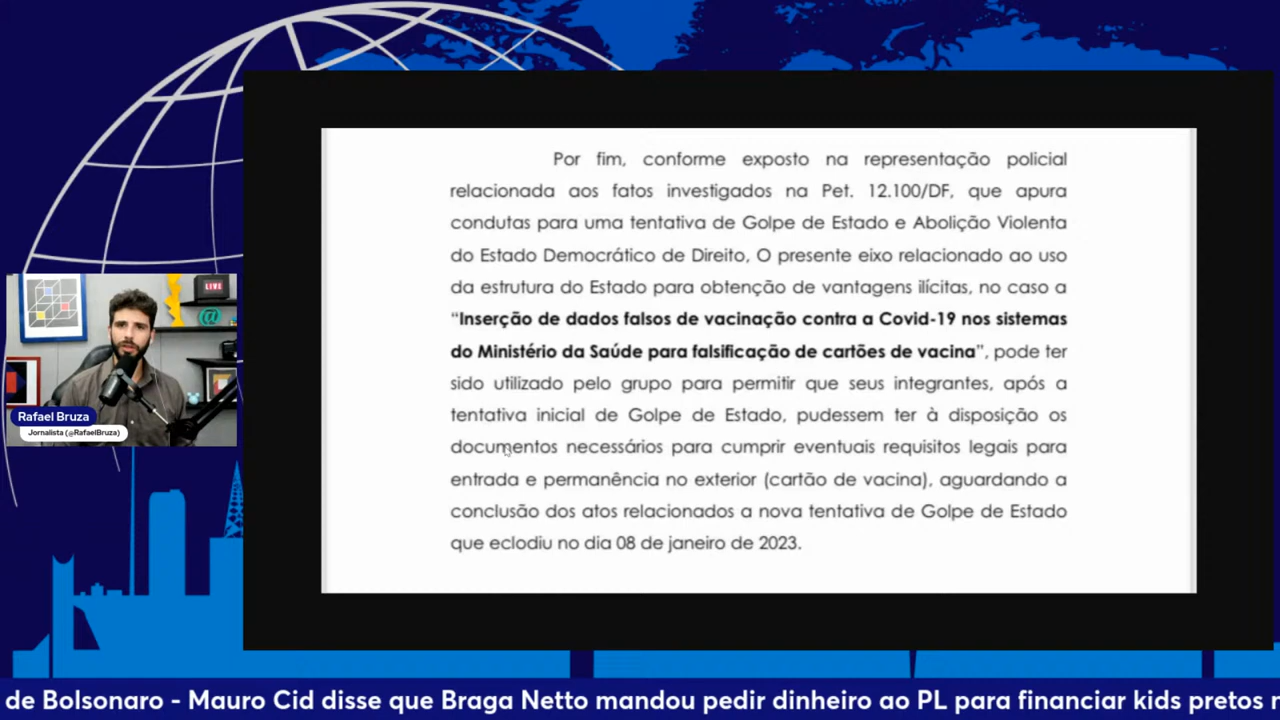 Por fim, conforme exposto na representação policial
relacionada aos fatos investigados na Pet. 12.100/DF, que apura
condutas para uma tentativa de Golpe de Estado e Abolição Violenta
do Estado Democrático de Direito, O presente eixo relacionado ao uso
da estrutura do Estado para obtenção de vantagens ilícitas, no caso a
“Inserção de dados falsos de vacinação contra a Covid-19 nos sistemas
do Ministério da Saúde para falsificação de cartões de vacina”, pode ter
sido utilizado pelo grupo para permitir que seus integrantes, após a
tentativa inicial de Golpe de Estado, pudessem ter à disposição os
documentos necessários para cumprir eventuais requisitos legais para
entrada e permanência no exterior (cartão de vacina), aguardando a
conclusão dos atos relacionados a nova tentativa de Golpe de Estado
que eclodiu no dia 08 de janeiro de 2023.
LIVE
@
Rafael Bruza
Jornalista (@RafaelBruza)
de Bolsonaro - Mauro Cid disse que Braga Netto mandou pedir dinheiro ao PL para financiar kids pretos